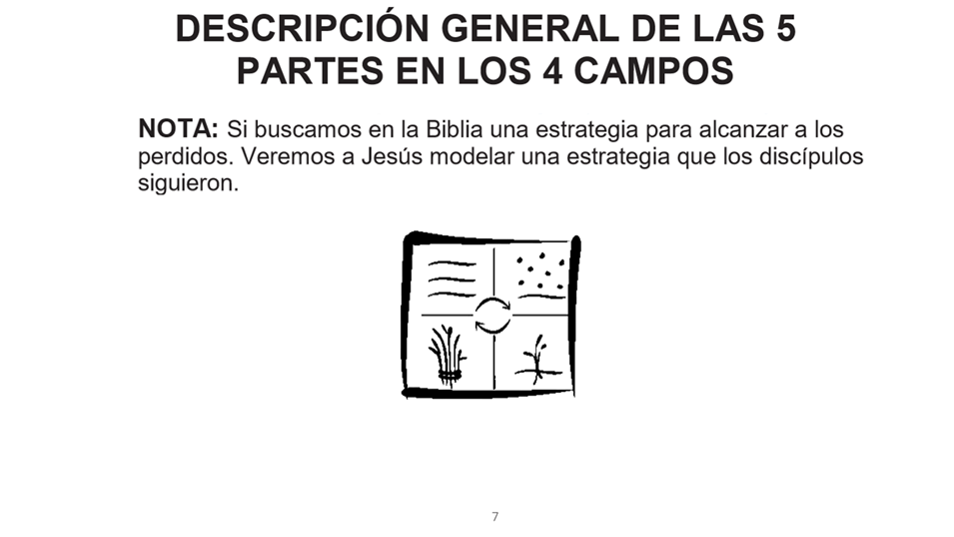 DESCRIPCIÓN GENERAL DE LAS 5
PARTES EN LOS 4 CAMPOS
NOTA: Si buscamos en la Biblia una estrategia para alcanzar a los
perdidos. Veremos a Jesús modelar una estrategia que los discípulos
siguieron.
7